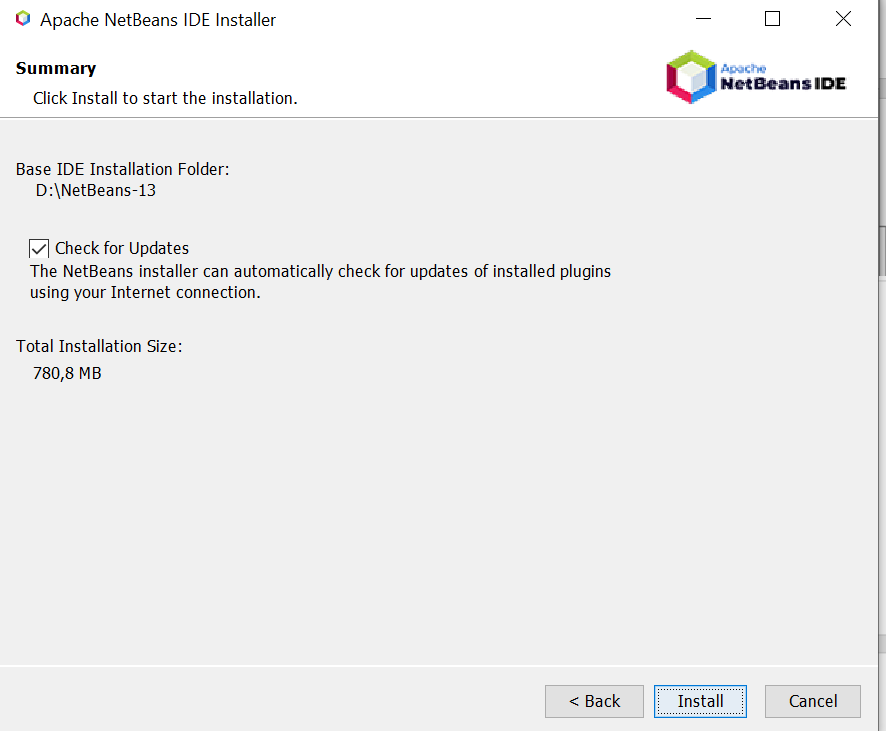 Apache NetBeans IDE Installer
Summary
Click Install to start the installation.
Apache
NetBeans IDE
Base IDE Installation Folder:
D:\NetBeans-13
Check for Updates
The NetBeans installer can automatically check for updates of installed plugins
using your Internet connection.
Total Installation Size:
780,8 MB
< Back
Install
Cancel